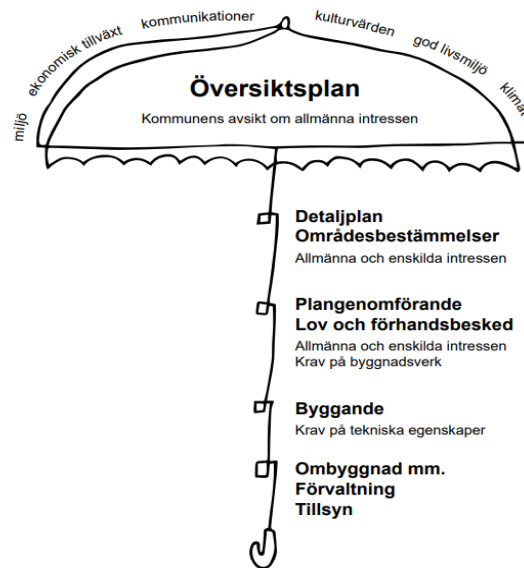 miljö
ekonomisk tillväxt
kommunikationer
kulturvärden
god livsmiljö
klimat
Översiktsplan
Kommunens avsikt om allmänna intressen
Detaljplan
Områdesbestämmelser
Allmänna och enskilda intressen
Plangenomförande
Lov och förhandsbesked
Allmänna och enskilda intressen
Krav på byggnadsverk
Byggande
Krav på tekniska egenskaper
Ombyggnad mm.
Förvaltning
Tillsyn